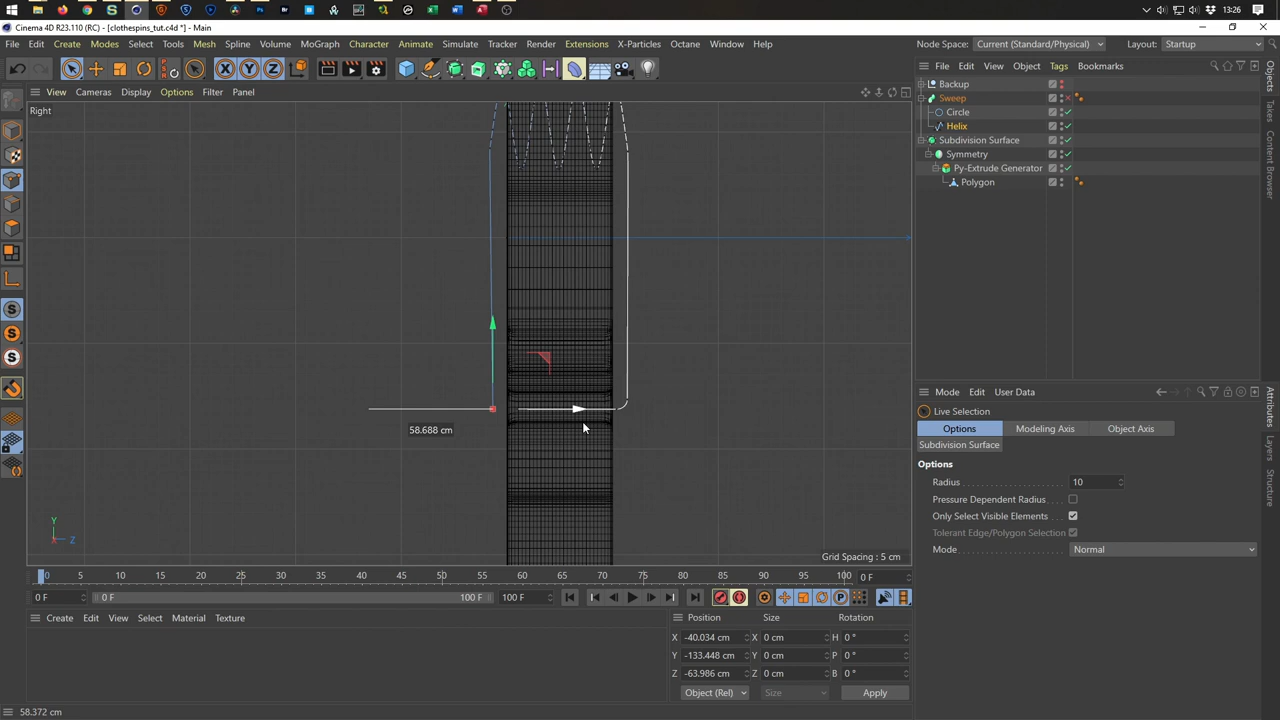 13:26
Cinema 4D R23.110 (RC) - [clothespins_tut.c4d *] - Main
File Edit Create Modes Select Tools Mesh Spline Volume MoGraph Character Animate Simulate Tracker Render Extensions X-Particles Octane Window Help
Node Space: Current (Standard/Physical) Layout: Startup
X Y Z
View Cameras Display Options Filter Panel
File Edit View Object Tags Bookmarks
Right
Backup
Sweep
Circle
Helix
Subdivision Surface
Symmetry
Py-Extrude Generator
Polygon
Objects
Takes
Content Browser
58.688 cm
Y
X Z
Grid Spacing : 5 cm
Mode Edit User Data
Live Selection
Options Modeling Axis Object Axis
Subdivision Surface
Options
Radius 10
Pressure Dependent Radius
Only Select Visible Elements
Tolerant Edge/Polygon Selection
Mode Normal
Attributes
Layers
Structure
0 5 10 15 20 25 30 35 40 45 50 55 60 65 70 75 80 85 90 95 100 0 F
0 F 0 F 100 F 100 F
Create Edit View Select Material Texture
Position Size Rotation
X -40.034 cm X 0 cm H 0 °
Y -133.448 cm Y 0 cm P 0 °
Z -63.986 cm Z 0 cm B 0 °
Object (Rel) Size Apply
58.372 cm